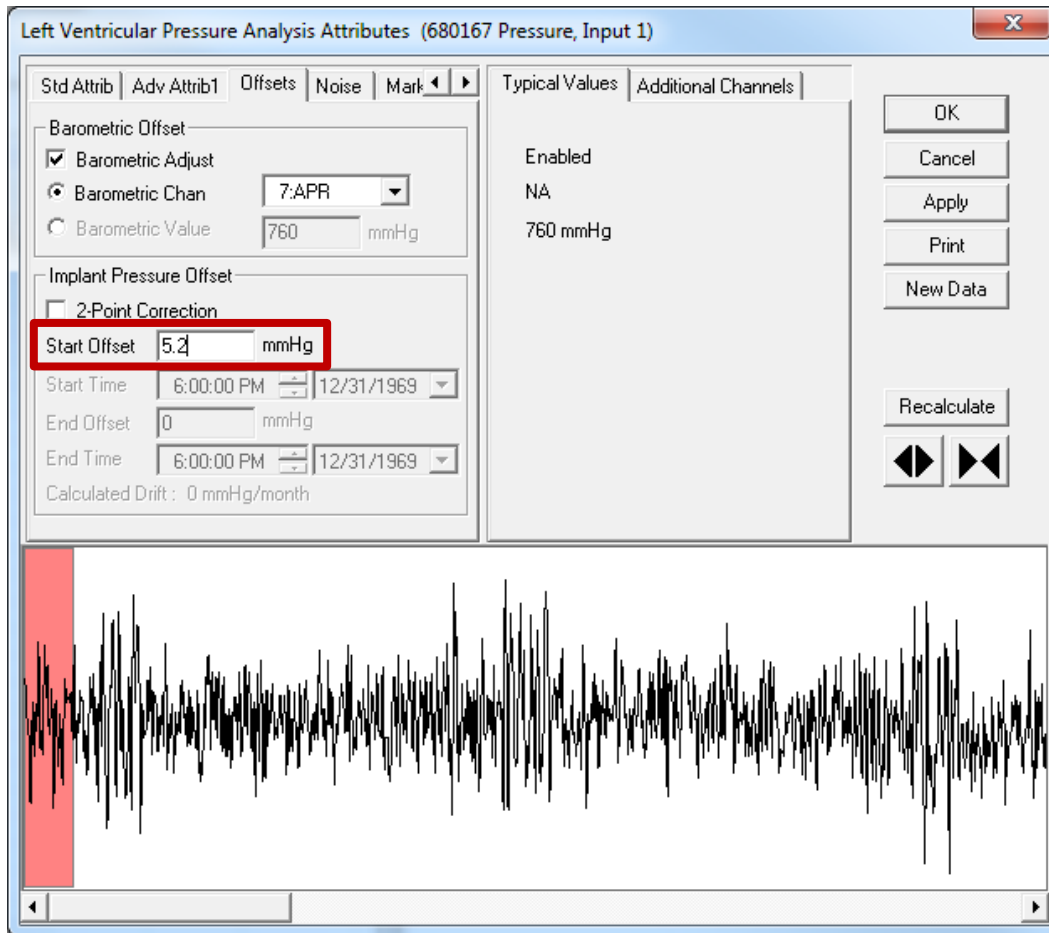 Left Ventricular Pressure Analysis Attributes (680167 Pressure, Input 1)
x
Std Attrib Adv Attrib1 Offsets Noise Mark
Barometric Offset
Barometric Adjust
Barometric Chan 7:APR
Barometric Value 760 mmHg
Implant Pressure Offset
2-Point Correction
Start Offset 5.2 mmHg
Start Time 6:00:00 PM 12/31/1969
End Offset 0 mmHg
End Time 6:00:00 PM 12/31/1969
Calculated Drift : 0 mmHg/month
Typical Values Additional Channels
Enabled
NA
760 mmHg
OK
Cancel
Apply
Print
New Data
Recalculate